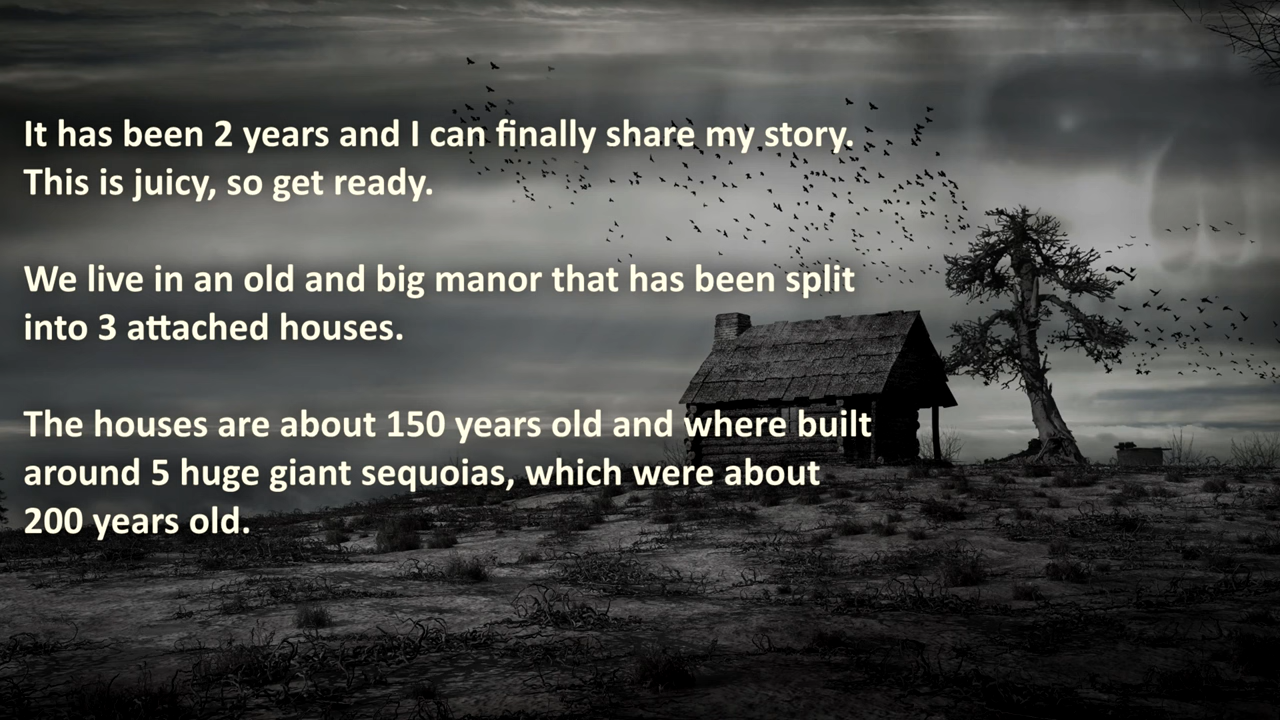 It has been 2 years and I can finally share my story.
This is juicy, so get ready.
We live in an old and big manor that has been split
into 3 attached houses.
The houses are about 150 years old and where built
around 5 huge giant sequoias, which were about
200 years old.